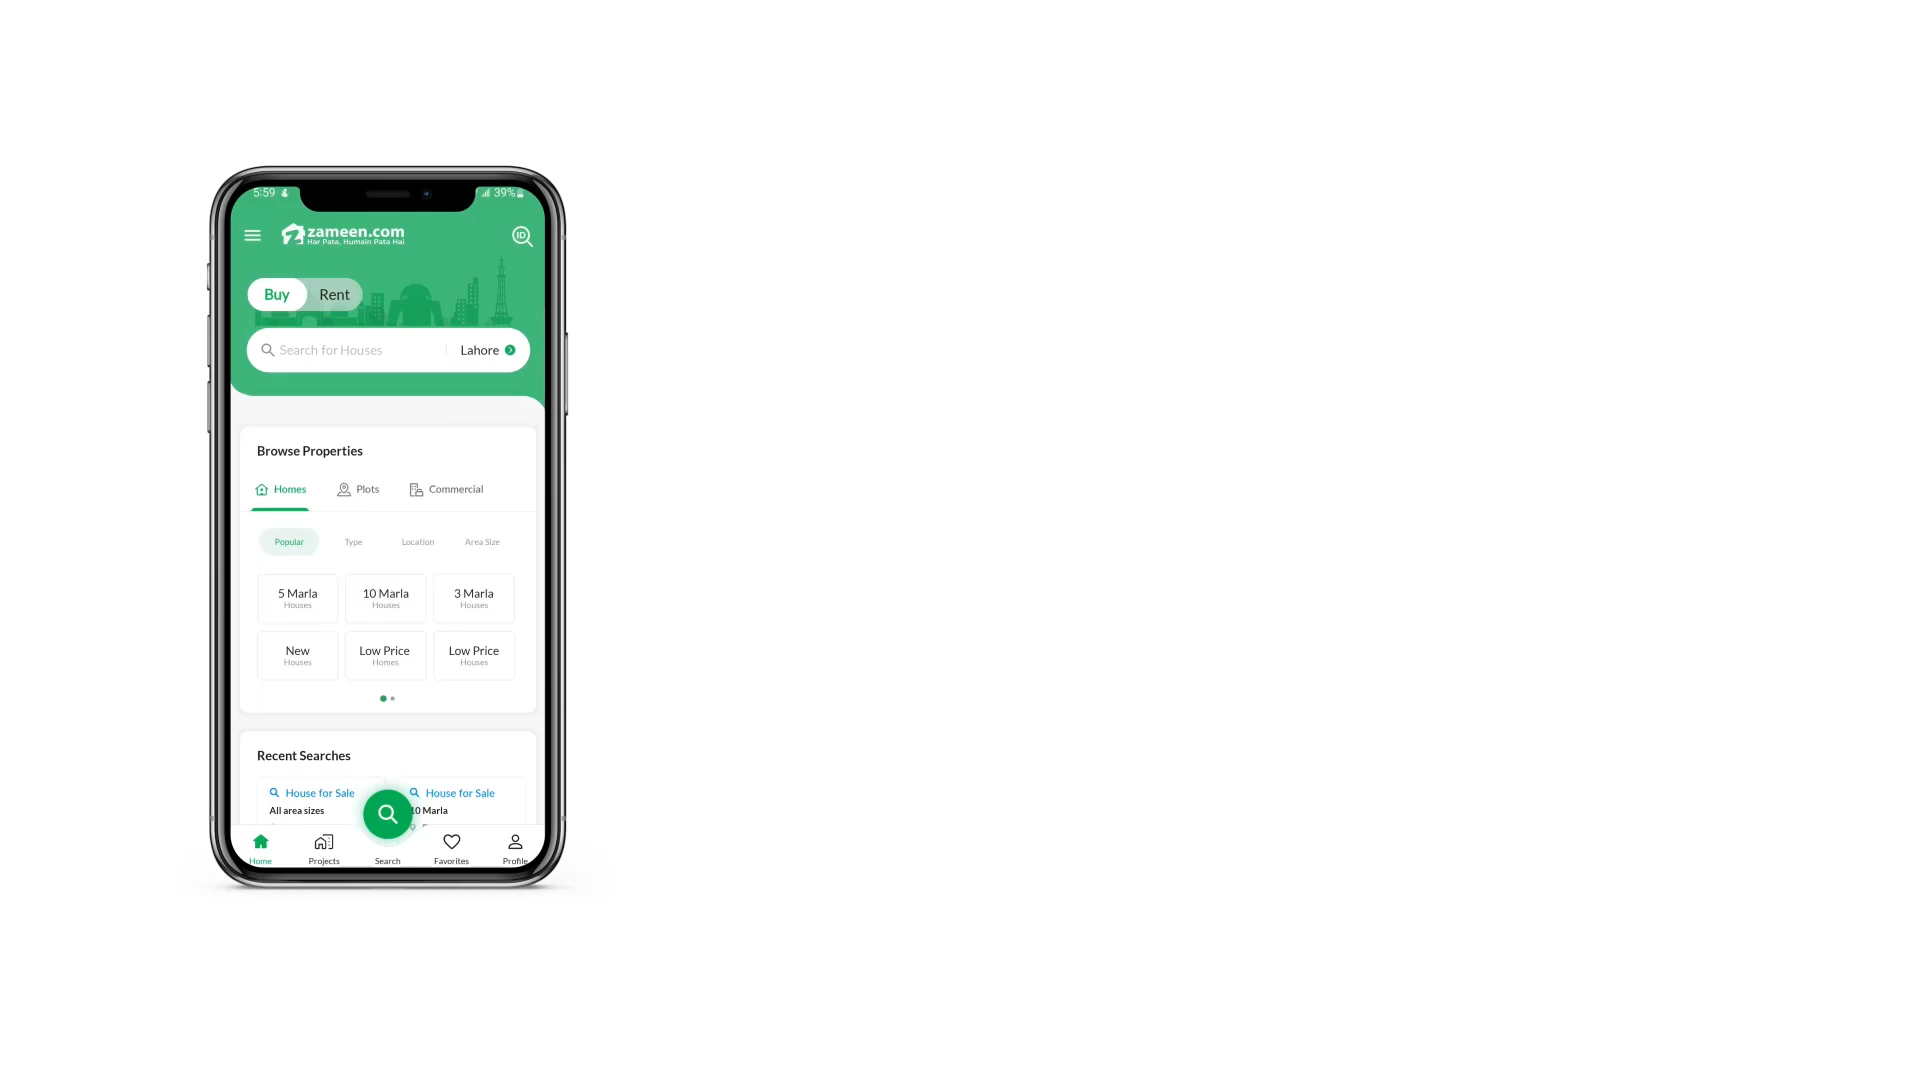 5:59
39%
zameen.com
Har Pata, Humain Pata Hai
ID
Buy
Rent
Search for Houses
Lahore
Browse Properties
Homes
Plots
Commercial
Popular
Type
Location
Area Size
5 Marla
Houses
10 Marla
Houses
3 Marla
Houses
New
Houses
Low Price
Homes
Low Price
Houses
Recent Searches
House for Sale
All area sizes
House for Sale
10 Marla
Home
Projects
Search
Favorites
Profile